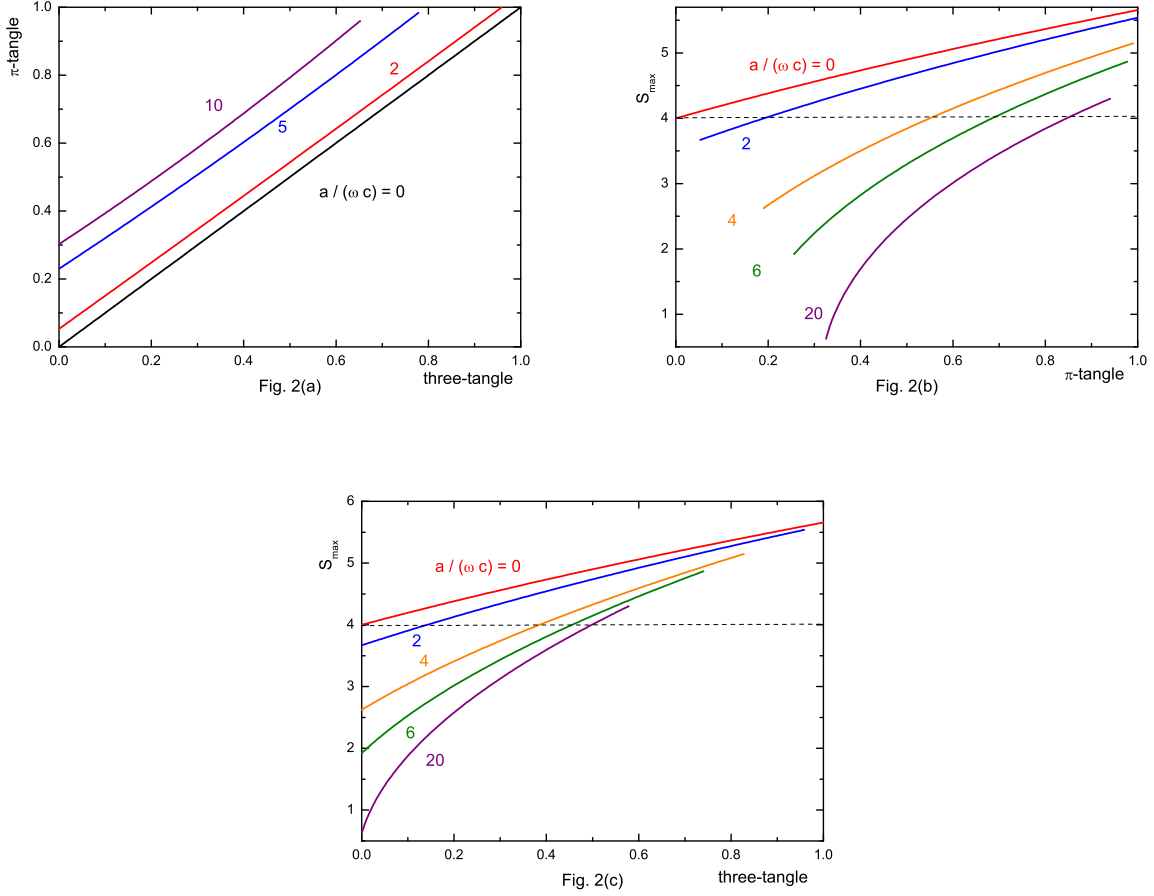 π-tangle
1.0
0.8
0.6
0.4
0.2
0.0
10
5
2
a / (ω c) = 0
0.0 0.2 0.4 0.6 0.8 1.0
three-tangle
Fig. 2(a)
S_max
5
4
3
2
1
a / (ω c) = 0
2
4
6
20
0.0 0.2 0.4 0.6 0.8 1.0
π-tangle
Fig. 2(b)
S_max
6
5
4
3
2
1
a / (ω c) = 0
2
4
6
20
0.0 0.2 0.4 0.6 0.8 1.0
three-tangle
Fig. 2(c)